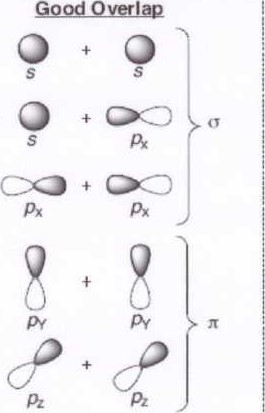 Good Overlap
+
s s
+ σ
s pX
+
pX pX
+
pY pY
π
+
pZ pZ